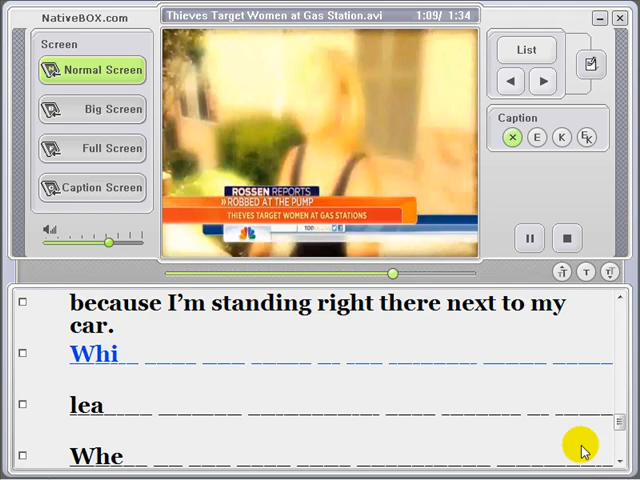 NativeBOX.com
Thieves Target Women at Gas Station.avi
1:09/ 1:34
Screen
Normal Screen
Big Screen
Full Screen
Caption Screen
ROSSEN REPORTS
»ROBBED AT THE PUMP
THIEVES TARGET WOMEN AT GAS STATIONS
List
Caption
E
K
EK
T
T
T
because I’m standing right there next to my
car.
Whi
lea
Whe